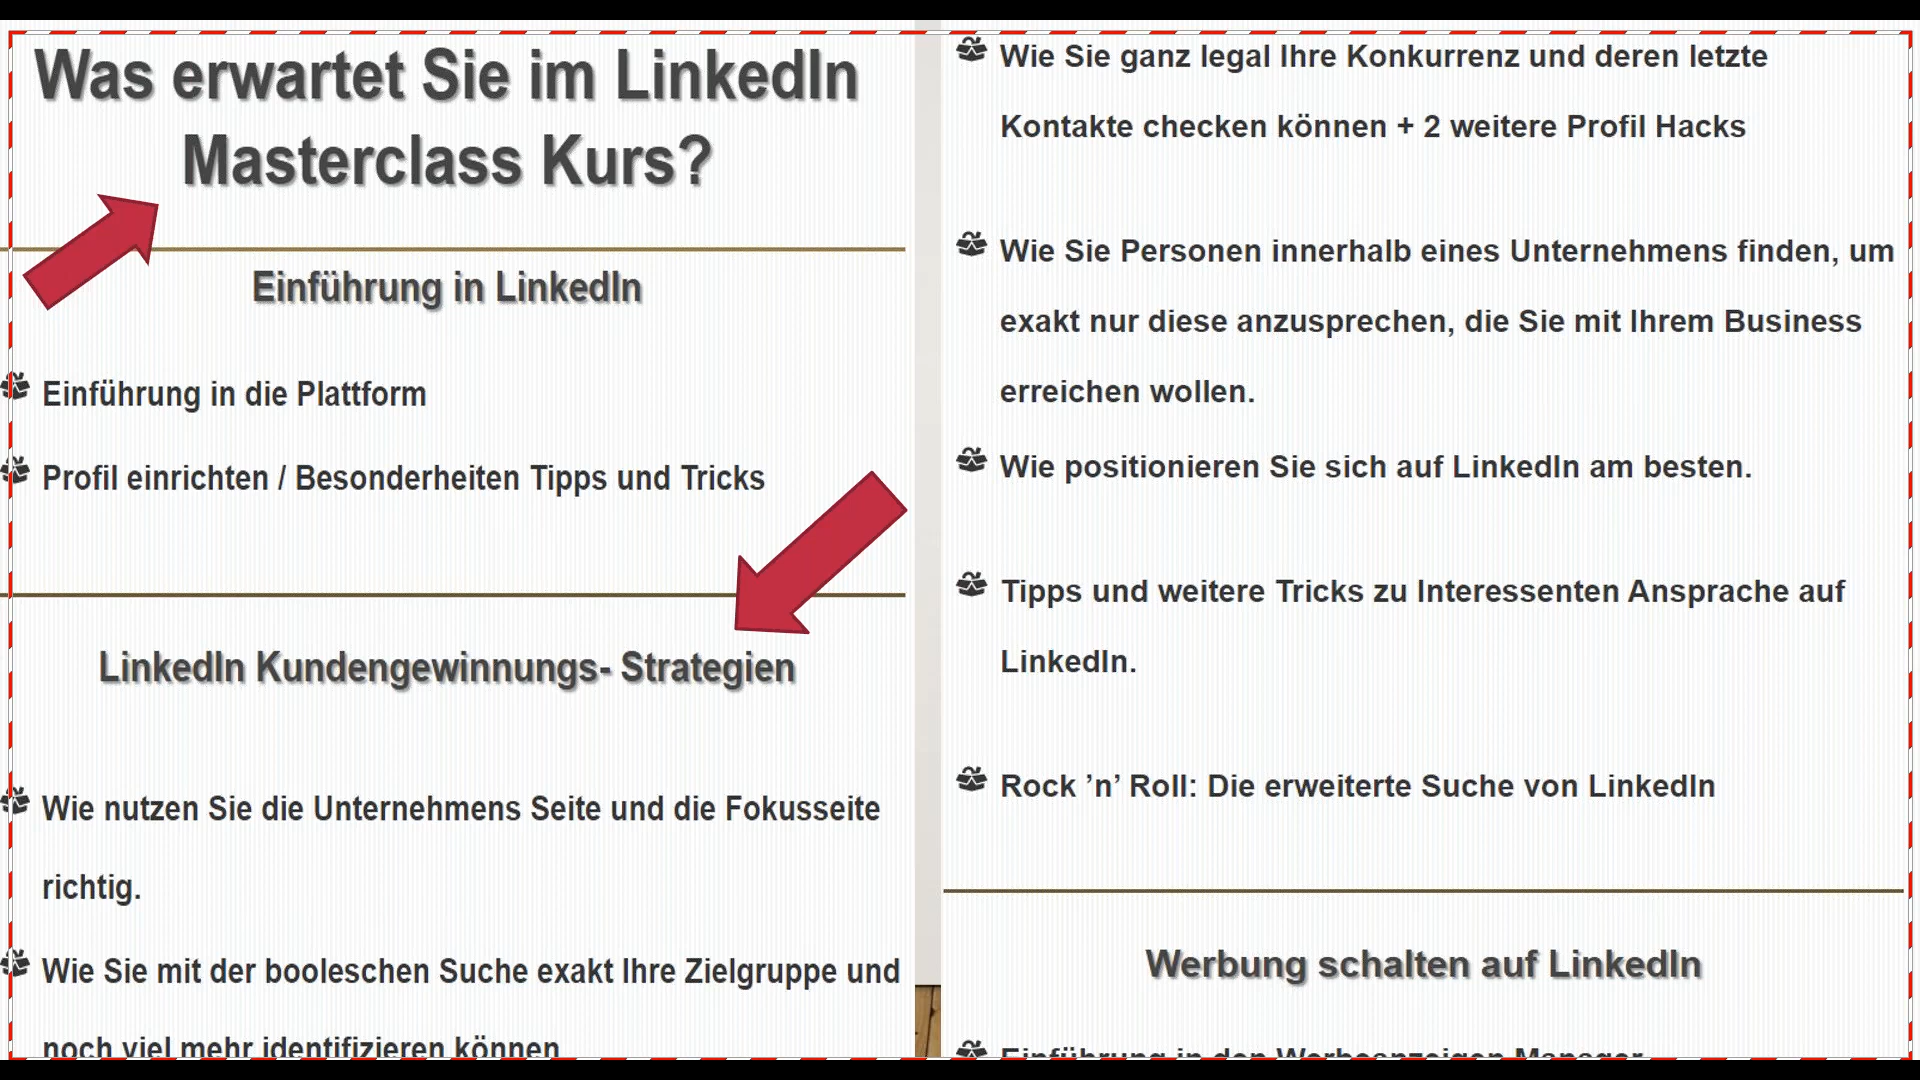 Was erwartet Sie im LinkedIn
Masterclass Kurs?
Einführung in LinkedIn
Einführung in die Plattform
Profil einrichten / Besonderheiten Tipps und Tricks
LinkedIn Kundengewinnungs- Strategien
Wie nutzen Sie die Unternehmens Seite und die Fokusseite
richtig.
Wie Sie mit der booleschen Suche exakt Ihre Zielgruppe und
noch viel mehr identifizieren können
Wie Sie ganz legal Ihre Konkurrenz und deren letzte
Kontakte checken können + 2 weitere Profil Hacks
Wie Sie Personen innerhalb eines Unternehmens finden, um
exakt nur diese anzusprechen, die Sie mit Ihrem Business
erreichen wollen.
Wie positionieren Sie sich auf LinkedIn am besten.
Tipps und weitere Tricks zu Interessenten Ansprache auf
LinkedIn.
Rock ’n’ Roll: Die erweiterte Suche von LinkedIn
Werbung schalten auf LinkedIn
Einführung in den Werbeanzeigen Manager